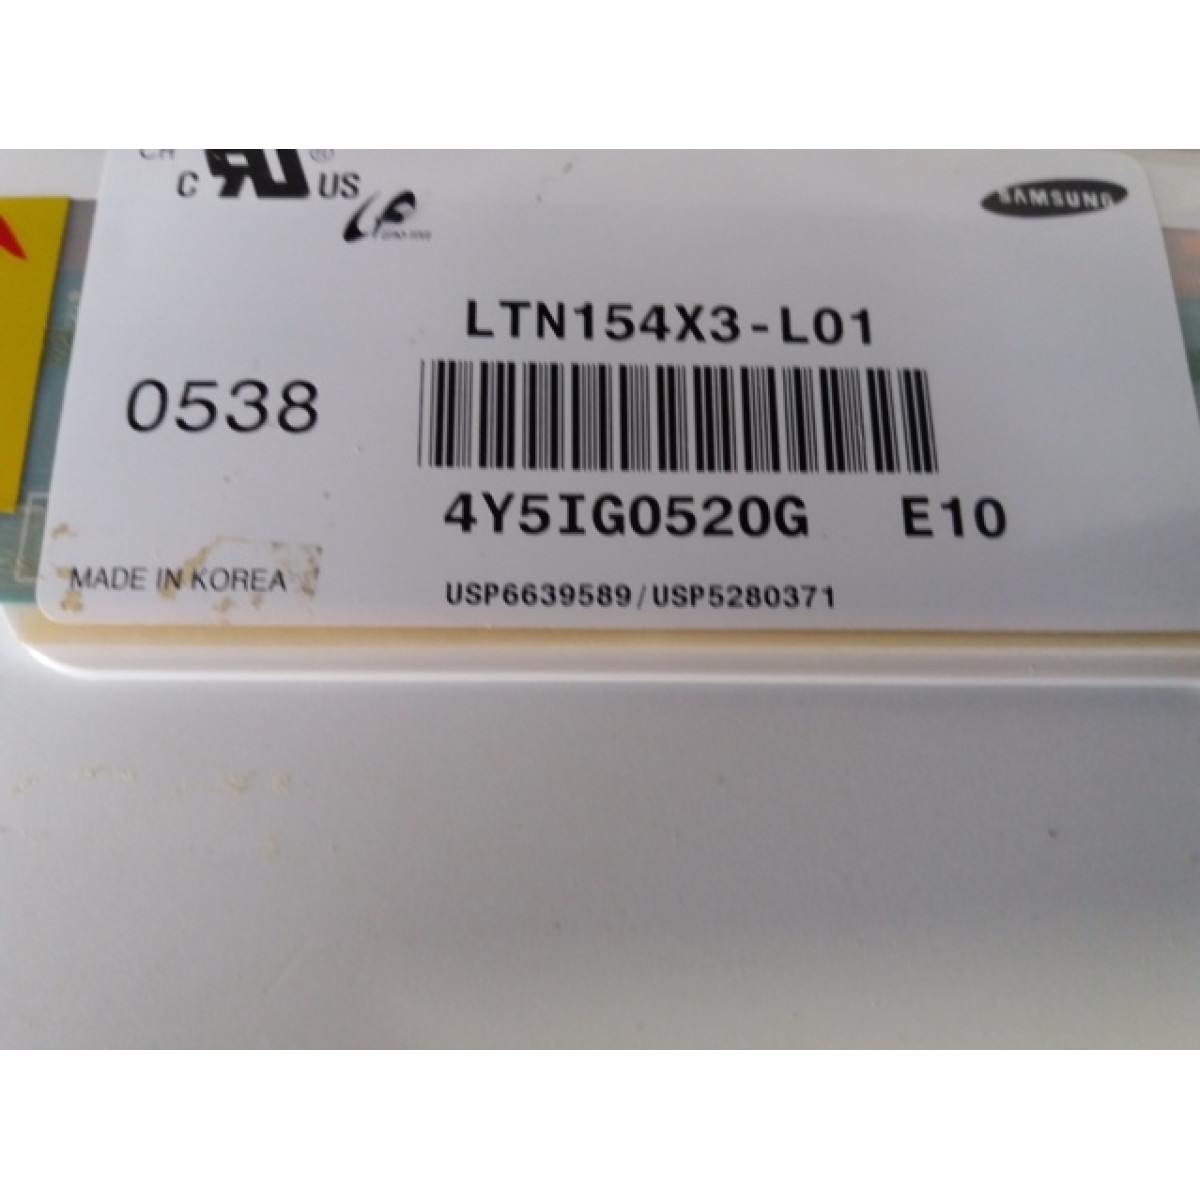 C US ®
SAMSUNG
LTN154X3-L01
0538
4Y5IG0520G E10
MADE IN KOREA
USP6639589/USP5280371